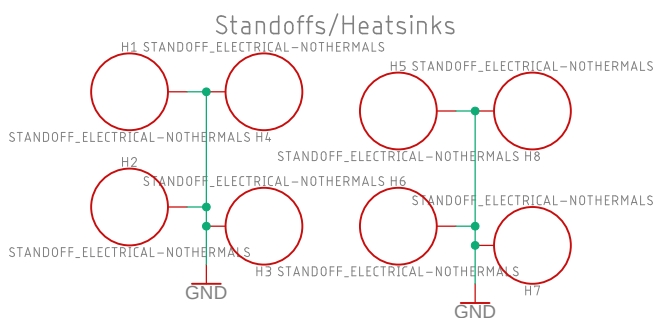 Standoffs/Heatsinks
H1 STANDOFF_ELECTRICAL-NOTHERMALS
H5 STANDOFF_ELECTRICAL-NOTHERMALS
STANDOFF_ELECTRICAL-NOTHERMALS H4
STANDOFF_ELECTRICAL-NOTHERMALS H8
H2
STANDOFF_ELECTRICAL-NOTHERMALS H6
STANDOFF_ELECTRICAL-NOTHERMALS
STANDOFF_ELECTRICAL-NOTHERMALS
H3 STANDOFF_ELECTRICAL-NOTHERMALS
H7
GND
GND